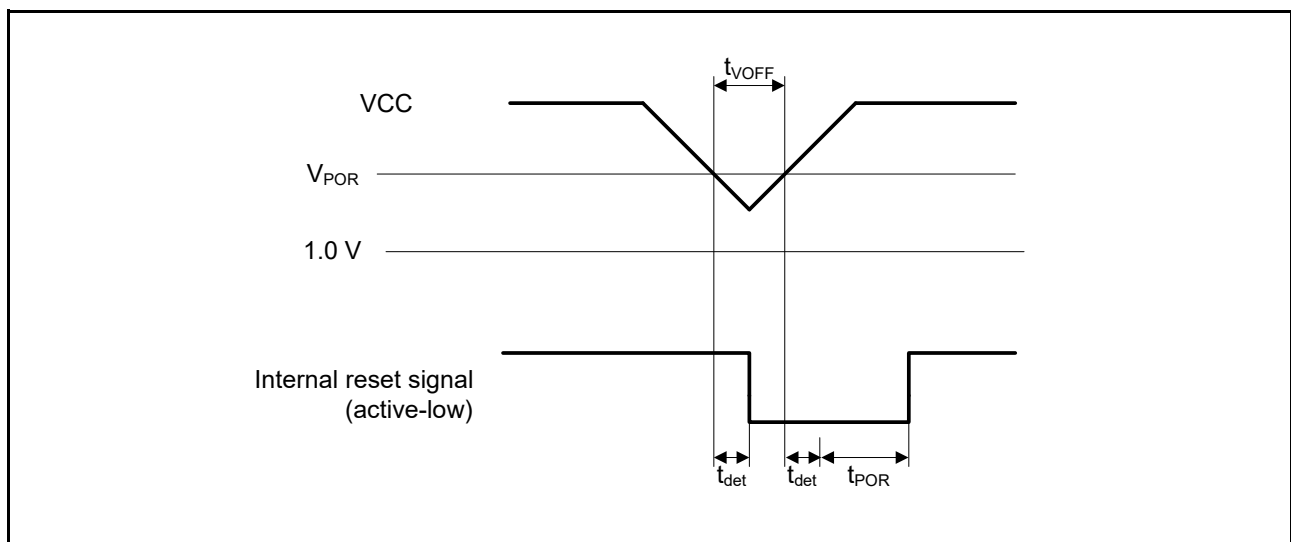 tVOFF
VCC
VPOR
1.0 V
Internal reset signal
(active-low)
tdet
tdet
tPOR